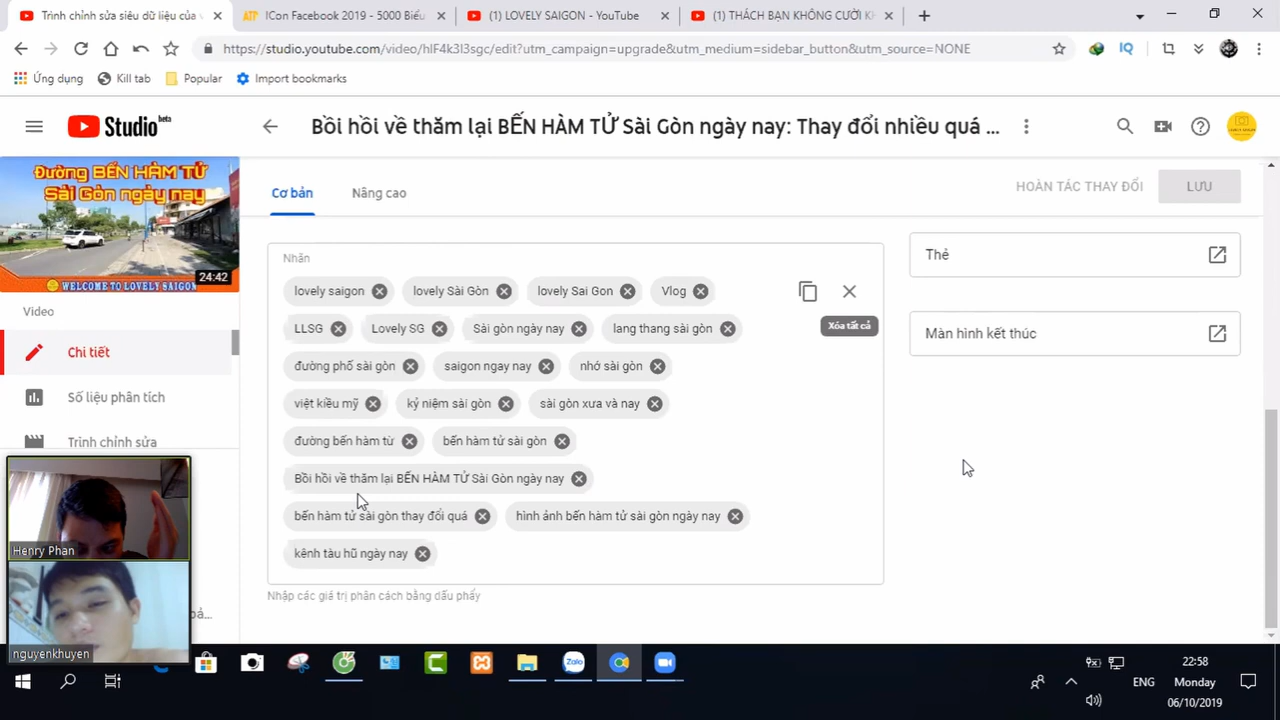 Trình chỉnh sửa siêu dữ liệu của v
ICon Facebook 2019 - 5000 Biểu
(1) LOVELY SAIGON - YouTube
(1) THÁCH BẠN KHÔNG CƯỜI KH
https://studio.youtube.com/video/hlF4k3l3sgc/edit?utm_campaign=upgrade&utm_medium=sidebar_button&utm_source=NONE
IQ
Ứng dụng
Kill tab
Popular
Import bookmarks
Studio beta
Bồi hồi về thăm lại BẾN HÀM TỬ Sài Gòn ngày nay: Thay đổi nhiều quá ...
Đường BẾN HÀM TỬ
Sài Gòn ngày nay
24:42
WELCOME TO LOVELY SAIGON
Cơ bản
Nâng cao
HOÀN TÁC THAY ĐỔI
LƯU
Video
Chi tiết
Số liệu phân tích
Trình chỉnh sửa
Nhãn
lovely saigon
lovely Sài Gòn
lovely Sai Gon
Vlog
LLSG
Lovely SG
Sài gòn ngày nay
lang thang sài gòn
Xóa tất cả
đường phố sài gòn
saigon ngay nay
nhớ sài gòn
việt kiều mỹ
kỷ niệm sài gòn
sài gòn xưa và nay
đường bến hàm từ
bến hàm tử sài gòn
Bồi hồi về thăm lại BẾN HÀM TỬ Sài Gòn ngày nay
bến hàm tử sài gòn thay đổi quá
hình ảnh bến hàm tử sài gòn ngày nay
kênh tàu hũ ngày nay
Nhập các giá trị phân cách bằng dấu phẩy
Thẻ
Màn hình kết thúc
Henry Phan
nguyenkhuyen
Zalo
ENG
22:58
Monday
06/10/2019